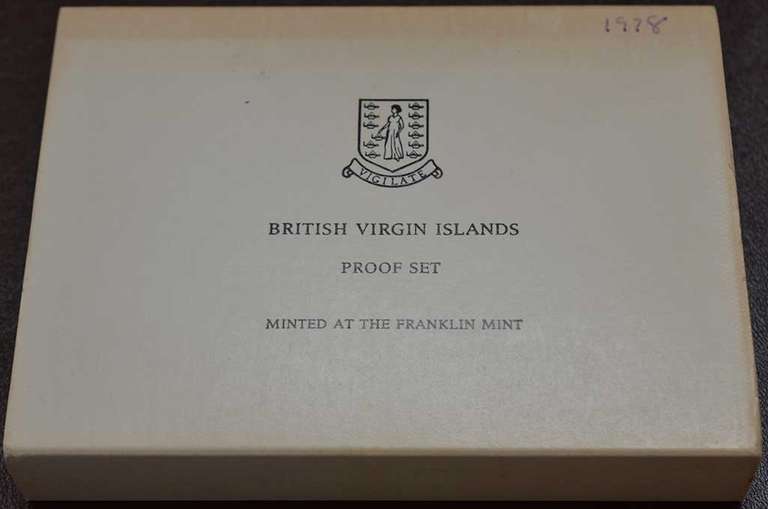 1978
VIGILATE
BRITISH VIRGIN ISLANDS
PROOF SET
MINTED AT THE FRANKLIN MINT